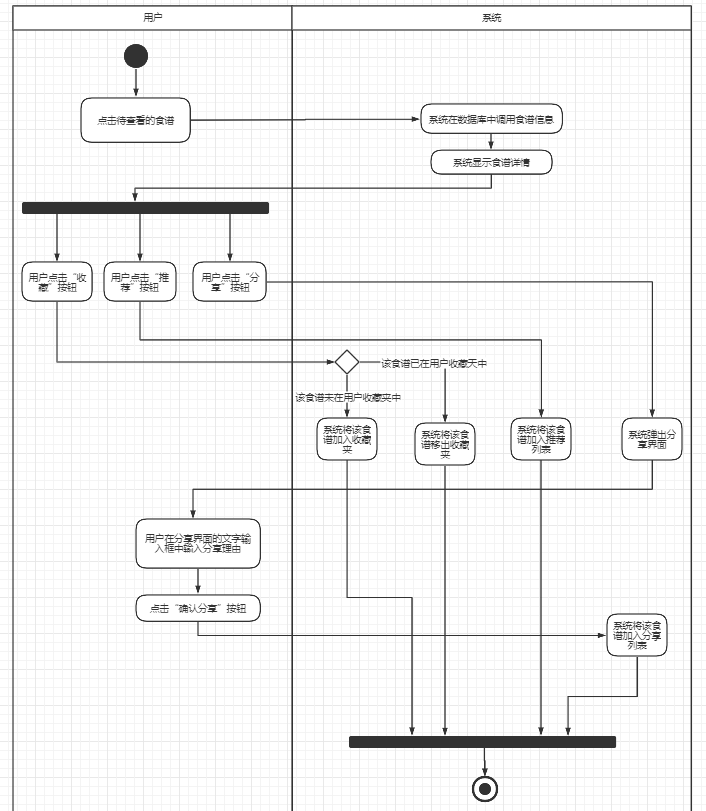 用户
系统
点击待查看的食谱
系统在数据库中调用食谱信息
系统显示食谱详情
用户点击“收
藏”按钮
用户点击“推
荐”按钮
用户点击“分
享”按钮
该食谱已在用户收藏天中
该食谱未在用户收藏夹中
系统将该食
谱加入收藏
夹
系统将该食
谱移出收藏
夹
系统将该食
谱加入推荐
列表
系统弹出分
享界面
用户在分享界面的文字输
入框中输入分享理由
点击“确认分享”按钮
系统将该食
谱加入分享
列表